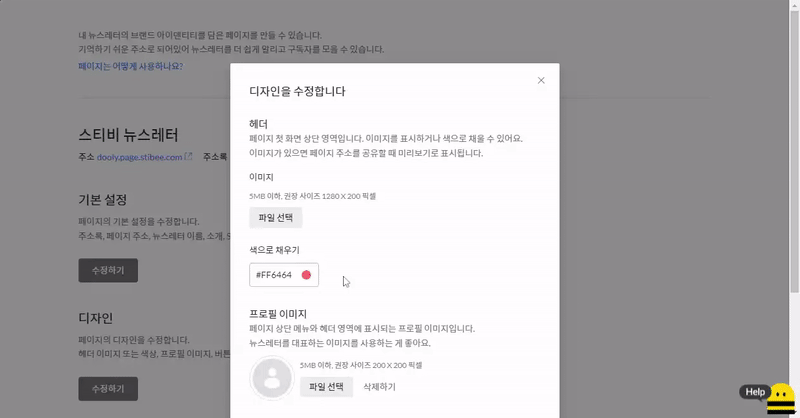 내 뉴스레터의 브랜드 아이덴티티를 담은 페이지를 만들 수 있습니다.
기억하기 쉬운 주소로 되어있어 뉴스레터를 더 쉽게 알리고 구독자를 모을 수 있습니다.
페이지는 어떻게 사용하나요?
스티비 뉴스레터
주소 dooly.page.stibee.com 주소록
기본 설정
페이지의 기본 설정을 수정합니다.
주소록, 페이지 주소, 뉴스레터 이름, 소개,
수정하기
디자인
페이지의 디자인을 수정합니다.
헤더 이미지 또는 색상, 프로필 이미지, 버튼
수정하기
디자인을 수정합니다
헤더
페이지 첫 화면 상단 영역입니다. 이미지를 표시하거나 색으로 채울 수 있어요.
이미지가 있으면 페이지 주소를 공유할 때 미리보기로 표시됩니다.
이미지
5MB 이하, 권장 사이즈 1280 X 200 픽셀
파일 선택
색으로 채우기
#FF6464
프로필 이미지
페이지 상단 메뉴와 헤더 영역에 표시되는 프로필 이미지입니다.
뉴스레터를 대표하는 이미지를 사용하는 게 좋아요.
5MB 이하, 권장 사이즈 200 X 200 픽셀
파일 선택 삭제하기
Help